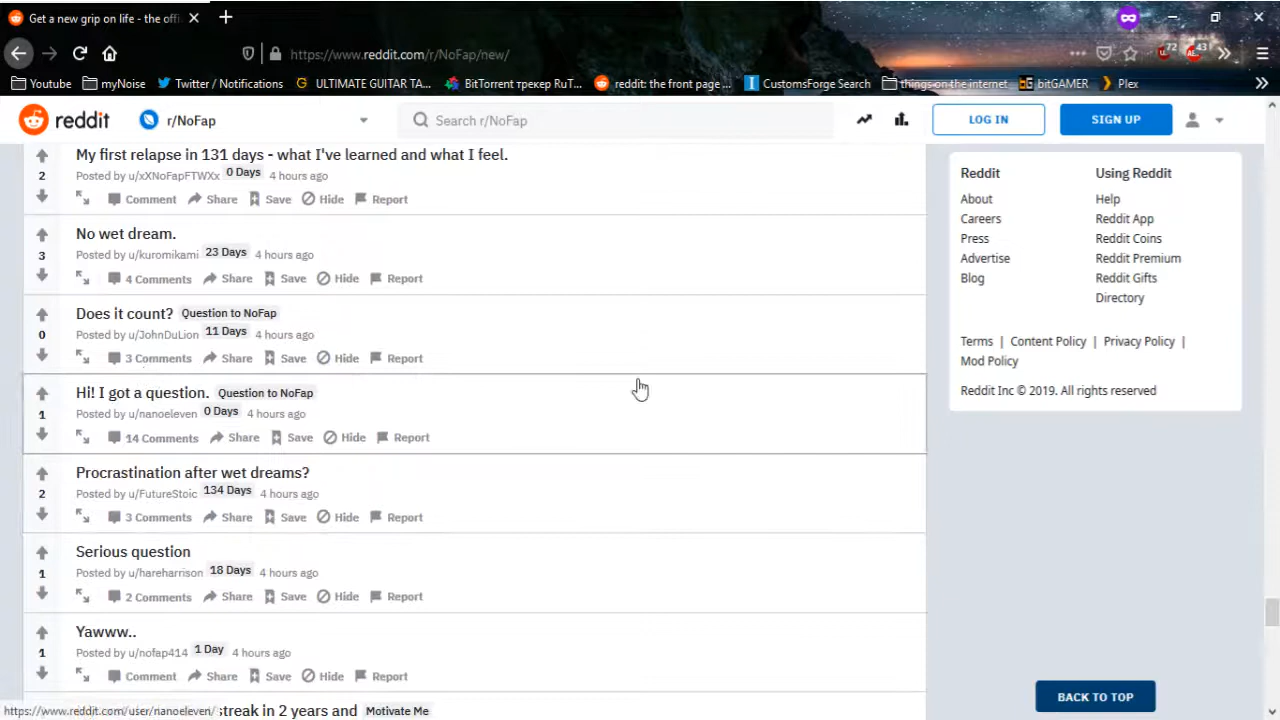 Get a new grip on life - the offi
https://www.reddit.com/r/NoFap/new/
72
43
Youtube myNoise Twitter / Notifications ULTIMATE GUITAR TA... BitTorrent трекер RuT... reddit: the front page ... CustomsForge Search things on the internet bitGAMER Plex
reddit r/NoFap Search r/NoFap LOG IN SIGN UP
My first relapse in 131 days - what I've learned and what I feel.
2 Posted by u/xXNoFapFTWXx 0 Days 4 hours ago
Comment Share Save Hide Report
No wet dream.
3 Posted by u/kuromikami 23 Days 4 hours ago
4 Comments Share Save Hide Report
Does it count? Question to NoFap
0 Posted by u/JohnDuLion 11 Days 4 hours ago
3 Comments Share Save Hide Report
Hi! I got a question. Question to NoFap
1 Posted by u/nanoeleven 0 Days 4 hours ago
14 Comments Share Save Hide Report
Procrastination after wet dreams?
2 Posted by u/FutureStoic 134 Days 4 hours ago
3 Comments Share Save Hide Report
Serious question
1 Posted by u/hareharrison 18 Days 4 hours ago
2 Comments Share Save Hide Report
Yawww..
1 Posted by u/nofap414 1 Day 4 hours ago
Comment Share Save Hide Report
streak in 2 years and Motivate Me
https://www.reddit.com/user/nanoeleven/
Reddit Using Reddit
About Help
Careers Reddit App
Press Reddit Coins
Advertise Reddit Premium
Blog Reddit Gifts
Directory
Terms | Content Policy | Privacy Policy |
Mod Policy
Reddit Inc © 2019. All rights reserved
BACK TO TOP